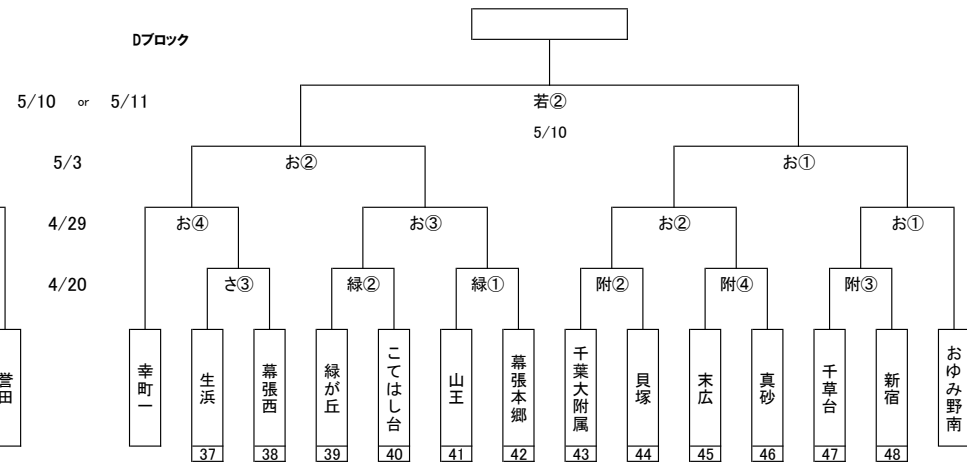 Dブロック
5/10 or 5/11
若②
5/10
5/3
お②
お①
4/29
お④
お③
お②
お①
4/20
さ③
緑②
緑①
附②
附④
附③
誉田
幸町一
生浜
幕張西
緑が丘
こてはし台
山王
幕張本郷
千葉大附属
貝塚
末広
真砂
千草台
新宿
おゆみ野南
37
38
39
40
41
42
43
44
45
46
47
48